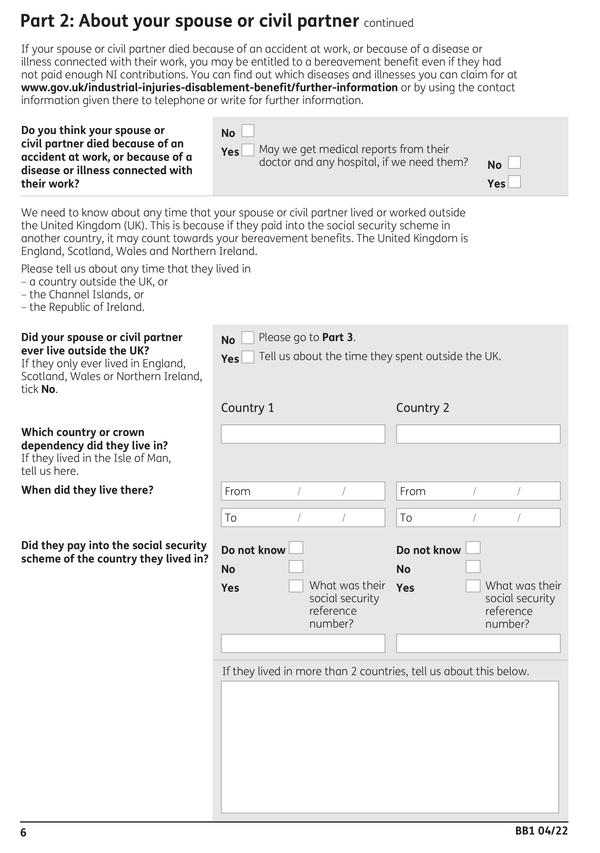 Part 2: About your spouse or civil partner continued
If your spouse or civil partner died because of an accident at work, or because of a disease or
illness connected with their work, you may be entitled to a bereavement benefit even if they had
not paid enough NI contributions. You can find out which diseases and illnesses you can claim for at
www.gov.uk/industrial-injuries-disablement-benefit/further-information or by using the contact
information given there to telephone or write for further information.
Do you think your spouse or
civil partner died because of an
accident at work, or because of a
disease or illness connected with
their work?
No
Yes May we get medical reports from their
doctor and any hospital, if we need them?
No
Yes
We need to know about any time that your spouse or civil partner lived or worked outside
the United Kingdom (UK). This is because if they paid into the social security scheme in
another country, it may count towards your bereavement benefits. The United Kingdom is
England, Scotland, Wales and Northern Ireland.
Please tell us about any time that they lived in
– a country outside the UK, or
– the Channel Islands, or
– the Republic of Ireland.
Did your spouse or civil partner
ever live outside the UK?
If they only ever lived in England,
Scotland, Wales or Northern Ireland,
tick No.
No Please go to Part 3.
Yes Tell us about the time they spent outside the UK.
Country 1 Country 2
Which country or crown
dependency did they live in?
If they lived in the Isle of Man,
tell us here.
When did they live there?
From / / From / /
To / / To / /
Did they pay into the social security
scheme of the country they lived in?
Do not know Do not know
No No
Yes What was their Yes What was their
social security social security
reference reference
number? number?
If they lived in more than 2 countries, tell us about this below.
6 BB1 04/22